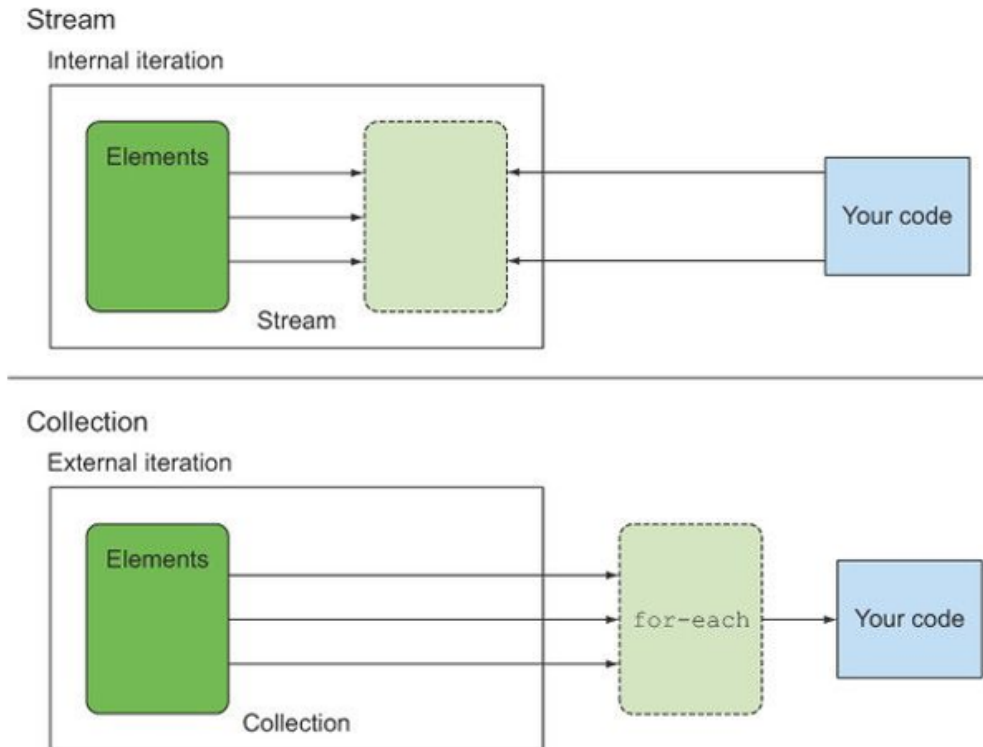 Stream
Internal iteration
Elements
Your code
Stream
Collection
External iteration
Elements
for-each
Your code
Collection